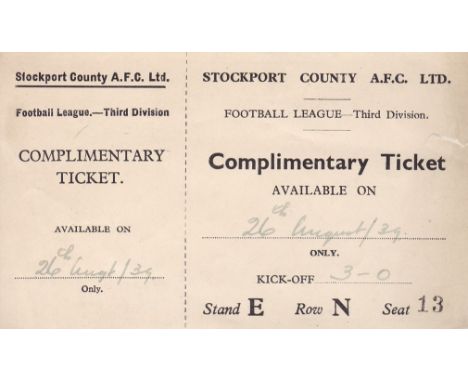 Stockport County A.F.C. Ltd.
Football League.—Third Division
COMPLIMENTARY
TICKET.
AVAILABLE ON
26th Augt/39
Only.
STOCKPORT COUNTY A.F.C. LTD.
FOOTBALL LEAGUE—Third Division.
Complimentary Ticket
AVAILABLE ON
26th August/39.
ONLY.
KICK-OFF 3-0
Stand E Row N Seat 13